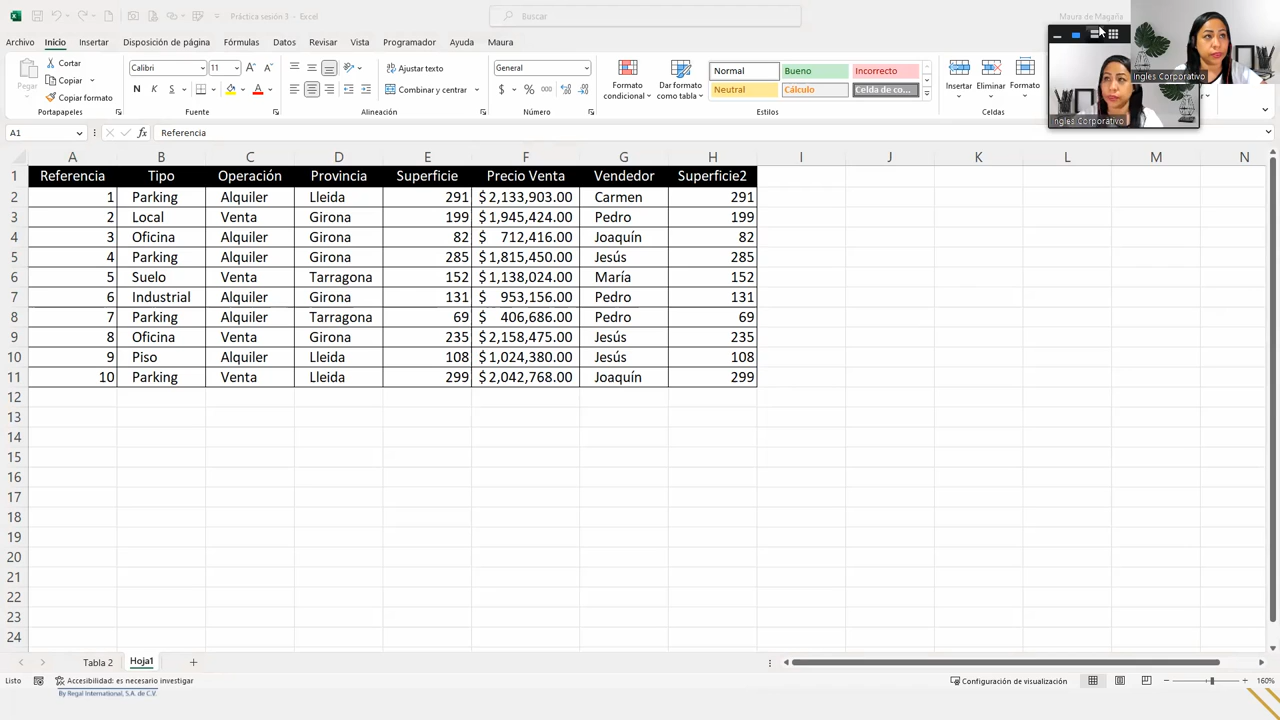 Práctica sesión 1 - Excel
Buscar
Maura de Magaña
Archivo Inicio Insertar Disposición de página Fórmulas Datos Revisar Vista Programador Ayuda Maura
Pegar
Cortar
Copiar
Copiar formato
Portapapeles
Calibri 11
N K S
Fuente
Ajustar texto
Combinar y centrar
Alineación
General
$ % 000
Número
Formato condicional
Dar formato como tabla
Normal Bueno Incorrecto
Neutral Cálculo Celda de co...
Estilos
Insertar Eliminar Formato
Celdas
Ingles Corporativo
Ingles Corporativo
A1 fx Referencia
A B C D E F G H I J K L M N
1 Referencia Tipo Operación Provincia Superficie Precio Venta Vendedor Superficie2
2 1 Parking Alquiler Lleida 291 $ 2,133,903.00 Carmen 291
3 2 Local Venta Girona 199 $ 1,945,424.00 Pedro 199
4 3 Oficina Alquiler Girona 82 $ 712,416.00 Joaquín 82
5 4 Parking Alquiler Girona 285 $ 1,815,450.00 Jesús 285
6 5 Suelo Venta Tarragona 152 $ 1,138,024.00 María 152
7 6 Industrial Alquiler Girona 131 $ 953,156.00 Pedro 131
8 7 Parking Alquiler Tarragona 69 $ 406,686.00 Pedro 69
9 8 Oficina Venta Girona 235 $ 2,158,475.00 Jesús 235
10 9 Piso Alquiler Lleida 108 $ 1,024,380.00 Jesús 108
11 10 Parking Venta Lleida 299 $ 2,042,768.00 Joaquín 299
12
13
14
15
16
17
18
19
20
21
22
23
24
Tabla 2 Hoja1
Listo Accesibilidad: es necesario investigar Configuración de visualización 160%
By Regal International, S.A. de C.V.